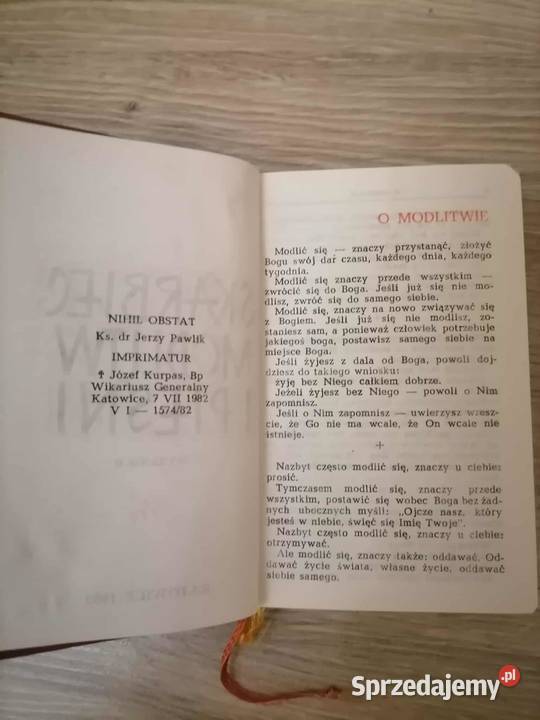 NIHIL OBSTAT
Ks. dr Jerzy Pawlik
IMPRIMATUR
✝ Józef Kurpas, Bp
Wikariusz Generalny
Katowice, 7 VII 1982
V I — 1574/82
O MODLITWIE
Modlić się — znaczy przystanąć, złożyć
Bogu swój dar czasu, każdego dnia, każdego
tygodnia.
Modlić się znaczy przede wszystkim —
zwrócić się do Boga. Jeśli już się nie mo-
dlisz, zwróć się do samego siebie.
Modlić się, znaczy na nowo związywać się
z Bogiem. Jeśli już się nie modlisz, zo-
staniesz sam, a ponieważ człowiek potrzebuje
jakiegoś boga, postawisz samego siebie na
miejsce Boga.
Jeśli żyjesz z dala od Boga, powoli doj-
dziesz do takiego wniosku:
żyję bez Niego całkiem dobrze.
Jeżeli żyjesz bez Niego — powoli o Nim
zapomnisz.
Jeśli o Nim zapomnisz — uwierzysz wresz-
cie, że Go nie ma wcale, że On wcale nie
istnieje.
+
Nazbyt często modlić się, znaczy u ciebie:
prosić.
Tymczasem modlić się, znaczy przede
wszystkim, postawić się wobec Boga bez żad-
nych ubocznych myśli: „Ojcze nasz, który
jesteś w niebie, święć się Imię Twoje".
Nazbyt często modlić się, znaczy u ciebie:
otrzymywać.
Ale modlić się, znaczy także: oddawać. Od-
dawać życie świata, własne życie, oddawać
siebie samego.
Sprzedajemy.pl